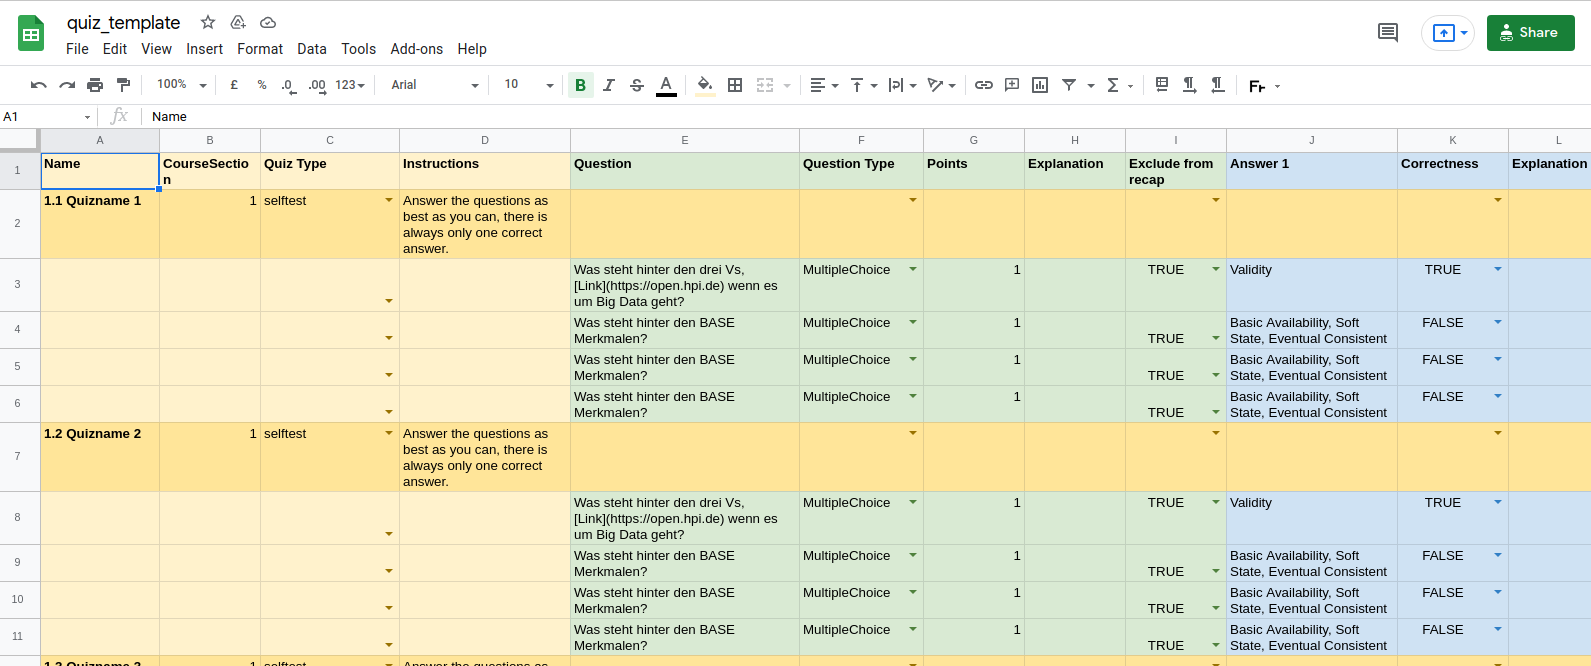 quiz_template
File Edit View Insert Format Data Tools Add-ons Help
Share
100% £ % .0 .00 123 Arial 10 B I S A
A1 fx Name
A B C D E F G H I J K L
1 Name CourseSectio Quiz Type Instructions Question Question Type Points Explanation Exclude from Answer 1 Correctness Explanation
n recap
2 1.1 Quizname 1 1 selftest Answer the questions as
best as you can, there is
always only one correct
answer.
3 Was steht hinter den drei Vs, MultipleChoice 1 TRUE Validity TRUE
[Link](https://open.hpi.de) wenn es
um Big Data geht?
4 Was steht hinter den BASE MultipleChoice 1 Basic Availability, Soft FALSE
Merkmalen? TRUE State, Eventual Consistent
5 Was steht hinter den BASE MultipleChoice 1 Basic Availability, Soft FALSE
Merkmalen? TRUE State, Eventual Consistent
6 Was steht hinter den BASE MultipleChoice 1 Basic Availability, Soft FALSE
Merkmalen? TRUE State, Eventual Consistent
7 1.2 Quizname 2 1 selftest Answer the questions as
best as you can, there is
always only one correct
answer.
8 Was steht hinter den drei Vs, MultipleChoice 1 TRUE Validity TRUE
[Link](https://open.hpi.de) wenn es
um Big Data geht?
9 Was steht hinter den BASE MultipleChoice 1 Basic Availability, Soft FALSE
Merkmalen? TRUE State, Eventual Consistent
10 Was steht hinter den BASE MultipleChoice 1 Basic Availability, Soft FALSE
Merkmalen? TRUE State, Eventual Consistent
11 Was steht hinter den BASE MultipleChoice 1 Basic Availability, Soft FALSE
Merkmalen? TRUE State, Eventual Consistent
1.3 Quizname 3 1 selftest Answer the questions as